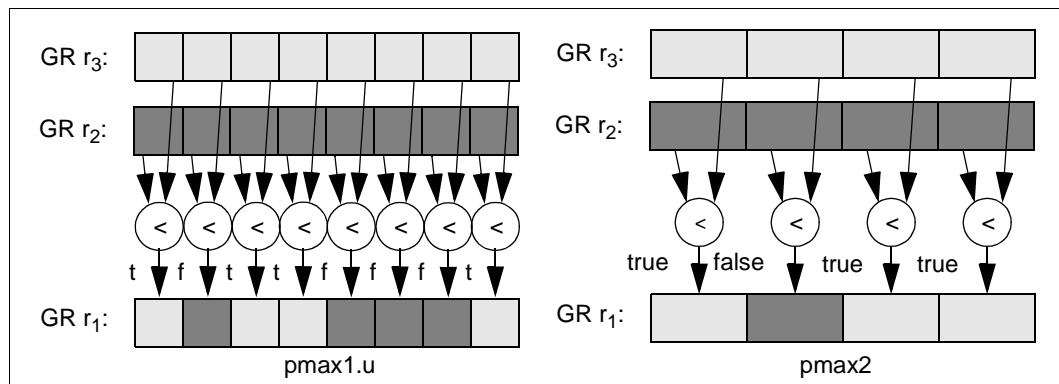 GR r3:
GR r3:
GR r2:
GR r2:
< < < < < < < <
< < < <
t f t t f f f t
true false true true
GR r1:
GR r1:
pmax1.u
pmax2